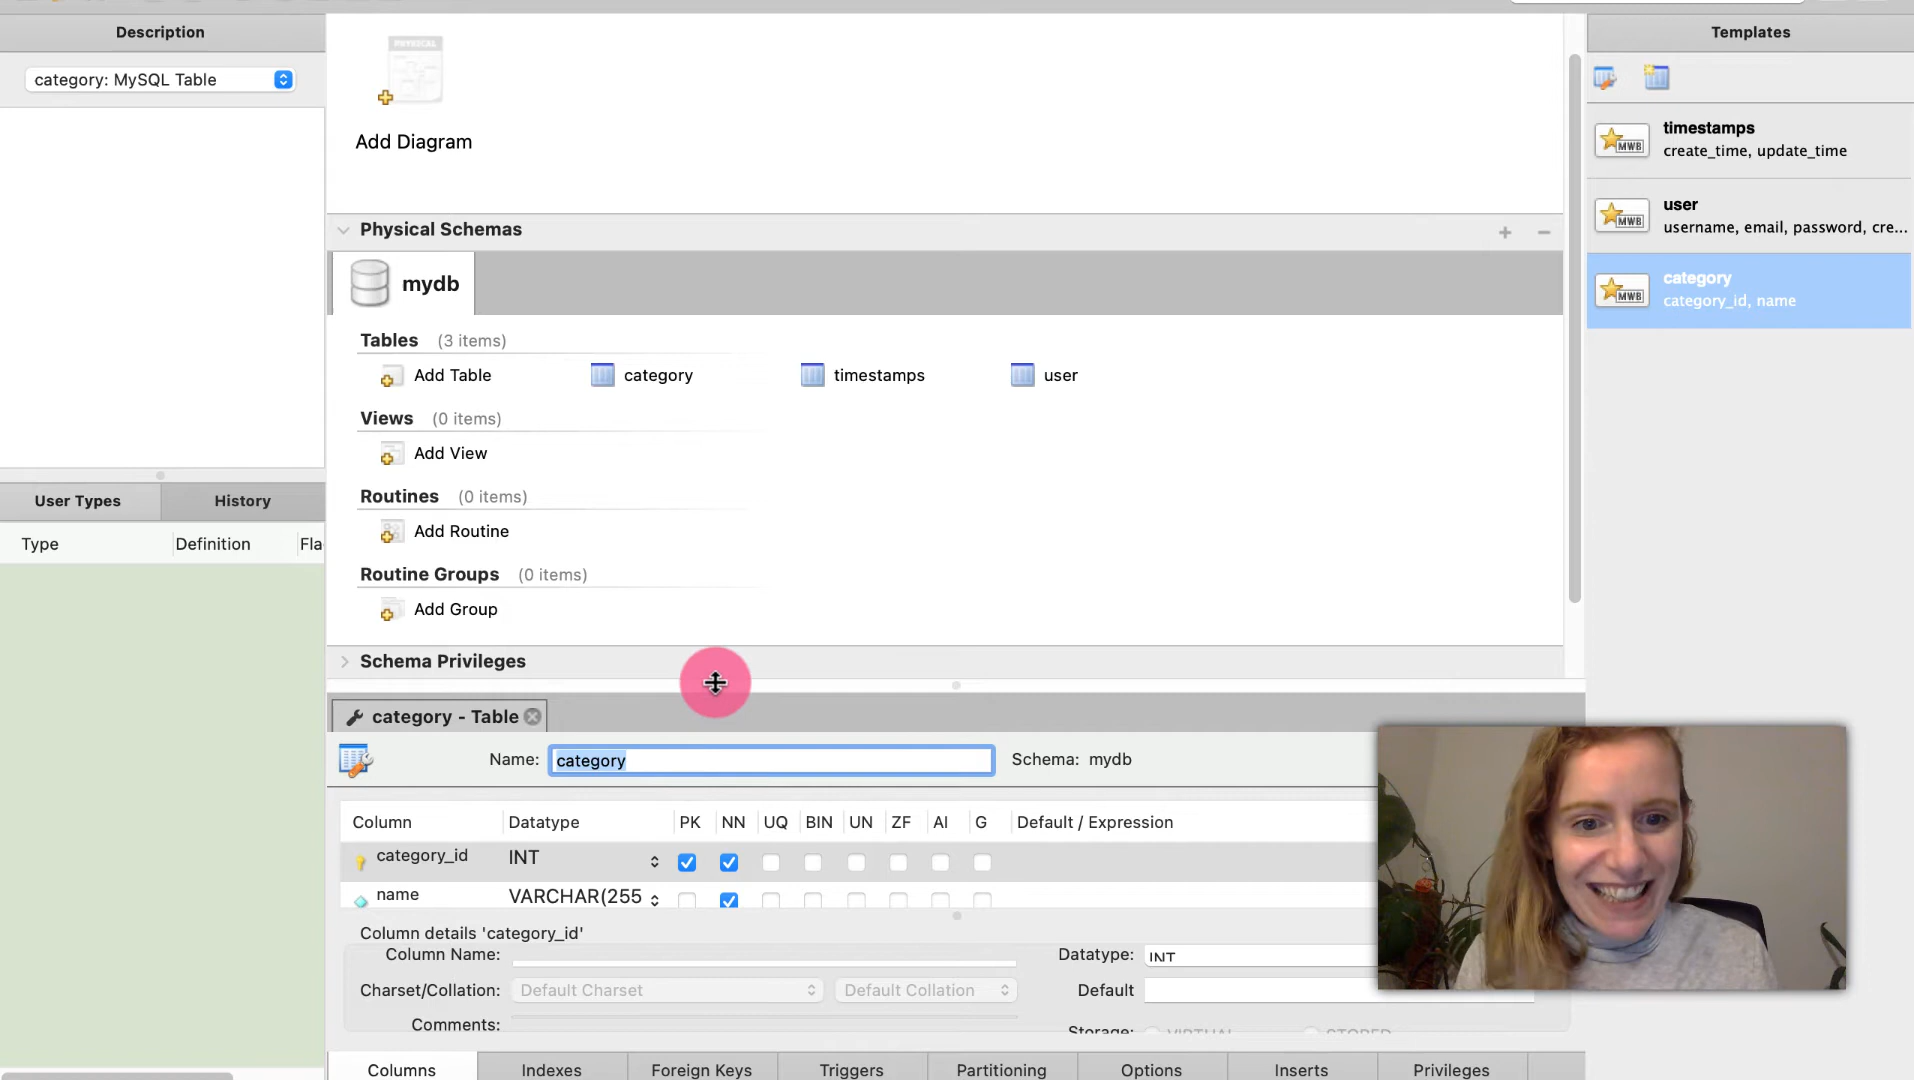 Description
Templates
category: MySQL Table
PHYSICAL
Add Diagram
timestamps
create_time, update_time
MWB
user
username, email, password, cre...
MWB
Physical Schemas
category
category_id, name
MWB
mydb
Tables (3 items)
Add Table category timestamps user
Views (0 items)
Add View
User Types History
Routines (0 items)
Add Routine
Type Definition Fla
Routine Groups (0 items)
Add Group
Schema Privileges
category - Table
Name: category Schema: mydb
Column Datatype PK NN UQ BIN UN ZF AI G Default / Expression
category_id INT
name VARCHAR(255
Column details 'category_id'
Column Name: Datatype: INT
Charset/Collation: Default Charset Default Collation Default
Comments: Storage: VIRTUAL STORED
Columns Indexes Foreign Keys Triggers Partitioning Options Inserts Privileges